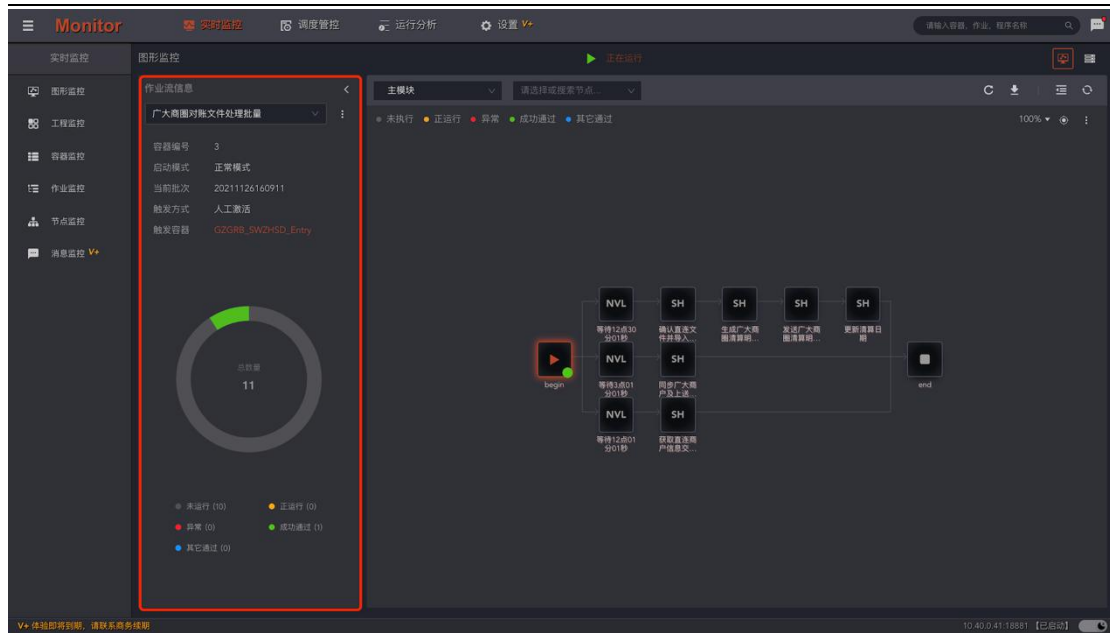 Monitor 实时监控 调度管控 运行分析 设置 V+ 请输入容器, 作业, 程序名称
实时监控 图形监控 正在运行
图形监控
工程监控
容器监控
作业监控
节点监控
消息监控 V+
作业流信息
广大商圈对账文件处理批量
容器编号 3
启动模式 正常模式
当前批次 20211126160911
触发方式 人工激活
触发容器 GZGRB_SWZHSD_Entry
总数量
11
未运行 (10) 正运行 (0)
异常 (0) 成功通过 (1)
其它通过 (0)
主模块 请选择或搜索节点...
未执行 正运行 异常 成功通过 其它通过 100%
NVL SH SH SH SH
等待12点30 确认直连文 生成广大商 发送广大商 更新清算日
分01秒 件并导入... 圈清算明... 圈清算明... 期
NVL SH
begin 等待3点01 同步广大商 end
分01秒 户及上送...
NVL SH
等待12点01 获取直连商
分01秒 户信息交...
V+ 体验即将到期, 请联系商务续期 10.40.0.41:18881 【已启动】